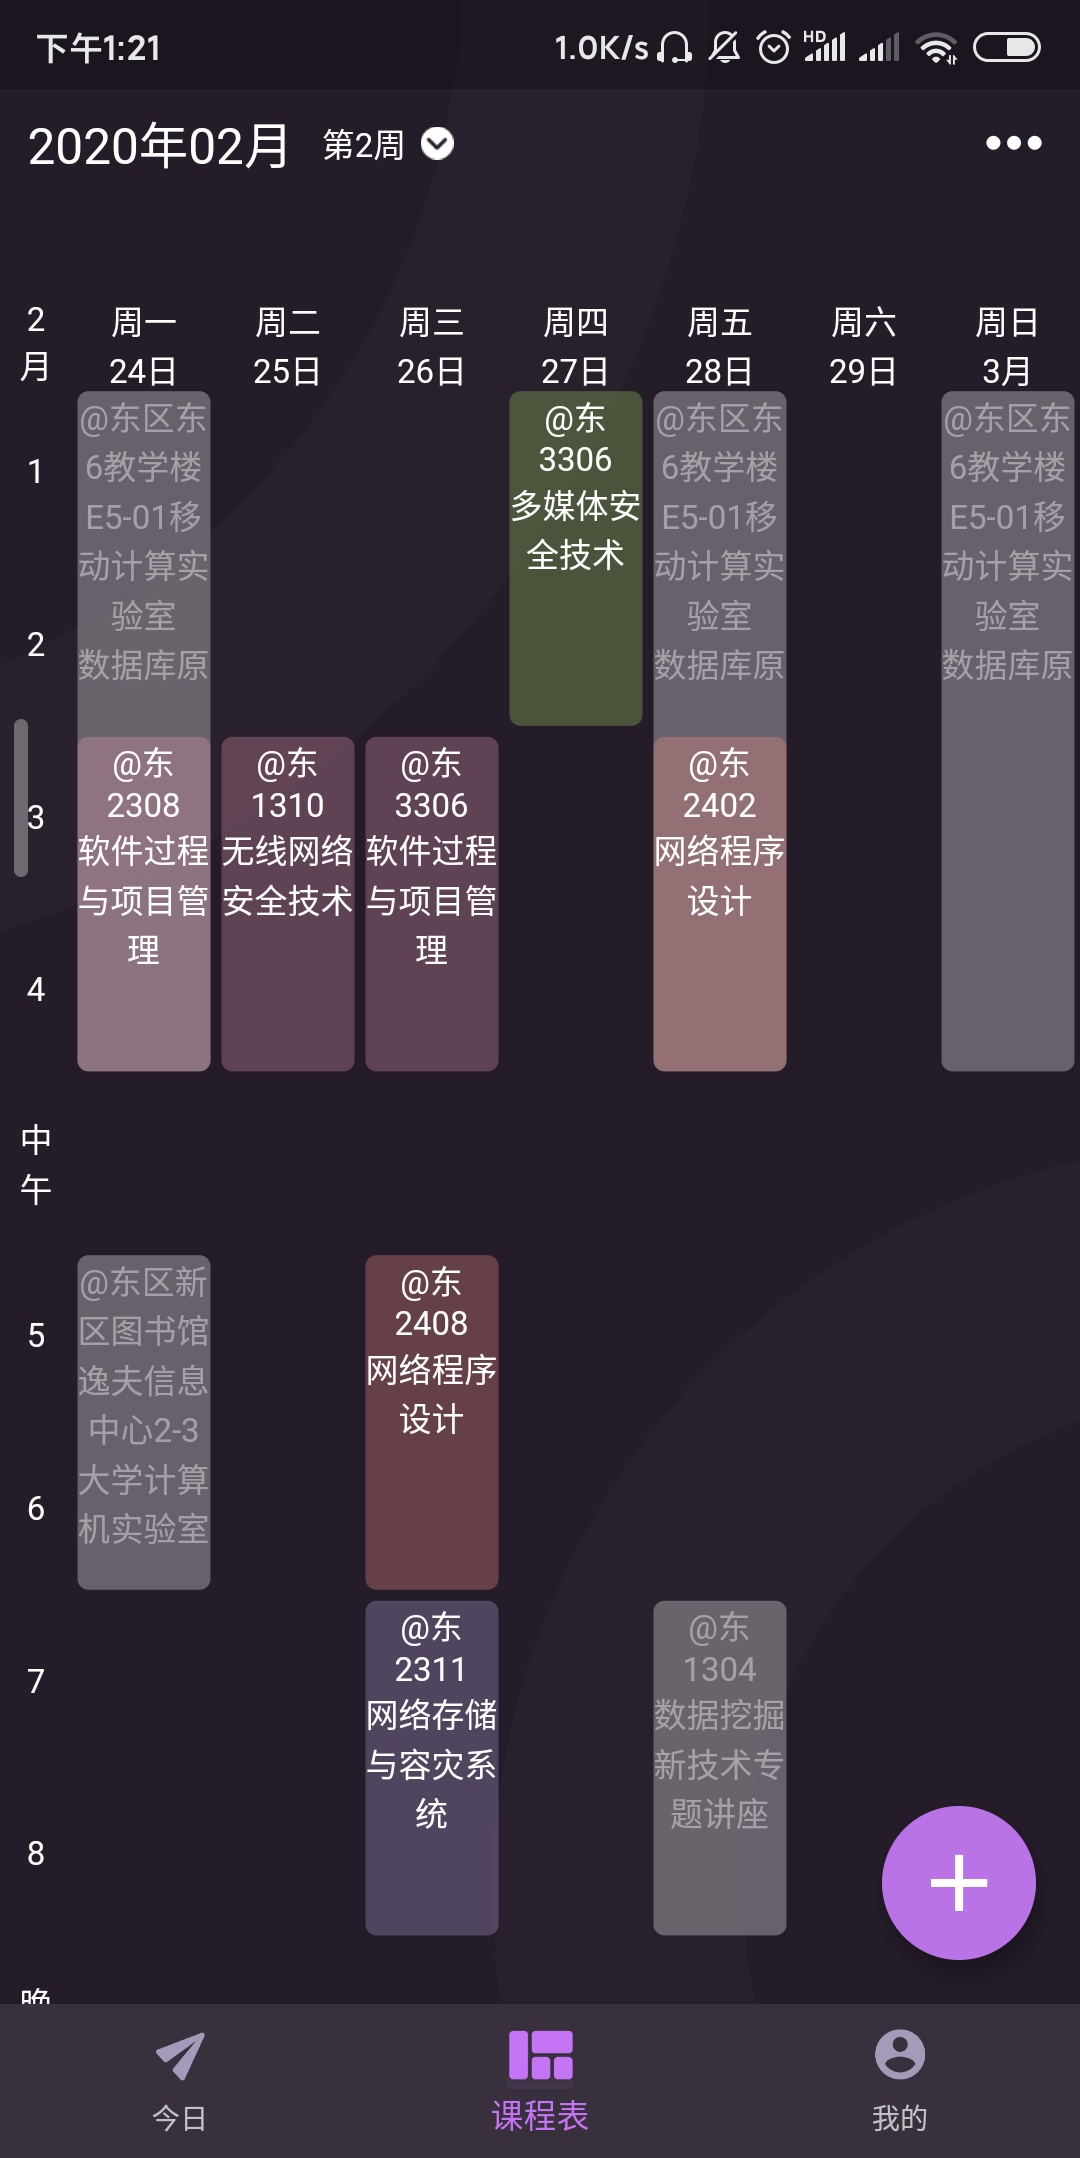 下午1:21
1.0K/s
HD
2020年02月
第2周
2
月
周一
24日
周二
25日
周三
26日
周四
27日
周五
28日
周六
29日
周日
3月
1
2
3
4
中
午
5
6
7
8
晚
@东区东
6教学楼
E5-01移
动计算实
验室
数据库原
@东
2308
软件过程
与项目管
理
@东区新
区图书馆
逸夫信息
中心2-3
大学计算
机实验室
@东
1310
无线网络
安全技术
@东
3306
软件过程
与项目管
理
@东
2408
网络程序
设计
@东
2311
网络存储
与容灾系
统
@东
3306
多媒体安
全技术
@东区东
6教学楼
E5-01移
动计算实
验室
数据库原
@东
2402
网络程序
设计
@东
1304
数据挖掘
新技术专
题讲座
@东区东
6教学楼
E5-01移
动计算实
验室
数据库原
今日
课程表
我的